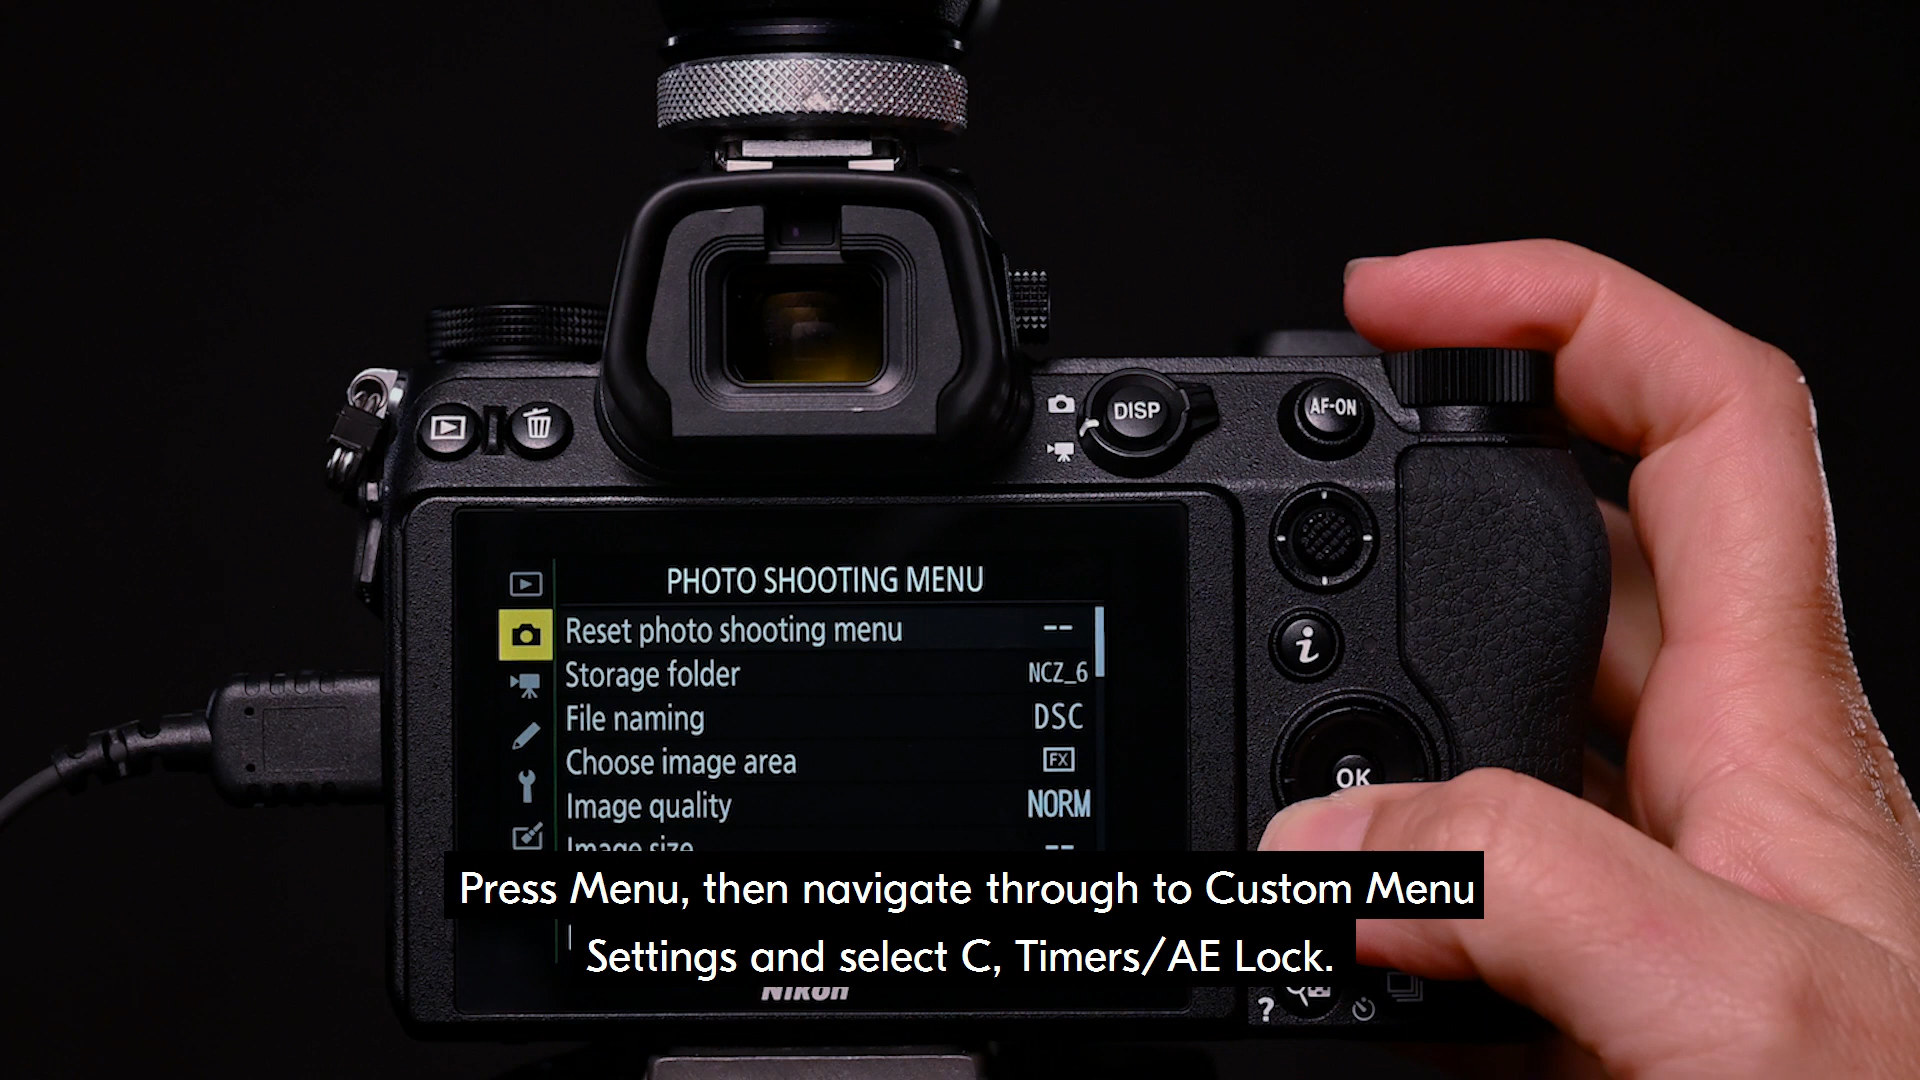 DISP
AF-ON
PHOTO SHOOTING MENU
Reset photo shooting menu --
Storage folder NCZ_6
File naming DSC
Choose image area FX
Image quality NORM
Image size --
i
OK
Press Menu, then navigate through to Custom Menu
Settings and select C, Timers/AE Lock.
Nikon
?